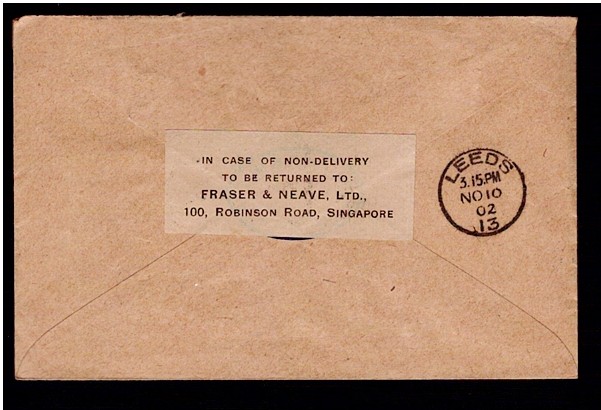 IN CASE OF NON-DELIVERY
TO BE RETURNED TO:
FRASER & NEAVE, LTD.,
100, ROBINSON ROAD, SINGAPORE
LEEDS
3.15.PM
NO 10
02
13